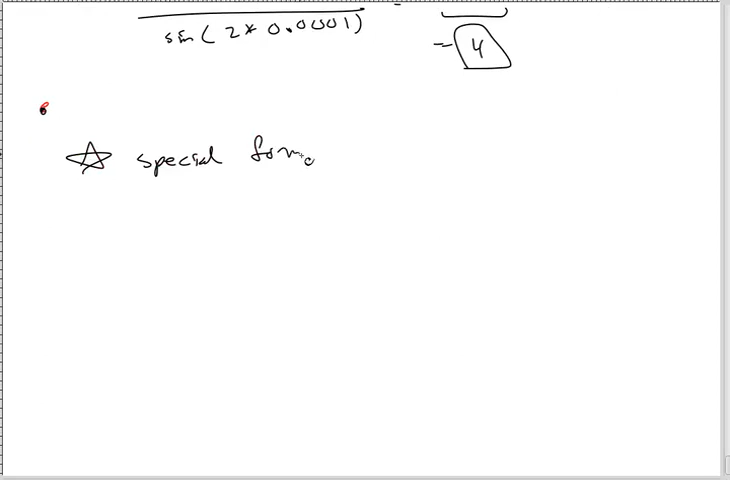 sin( 2 * 0.0001)
= 4
☆ special form